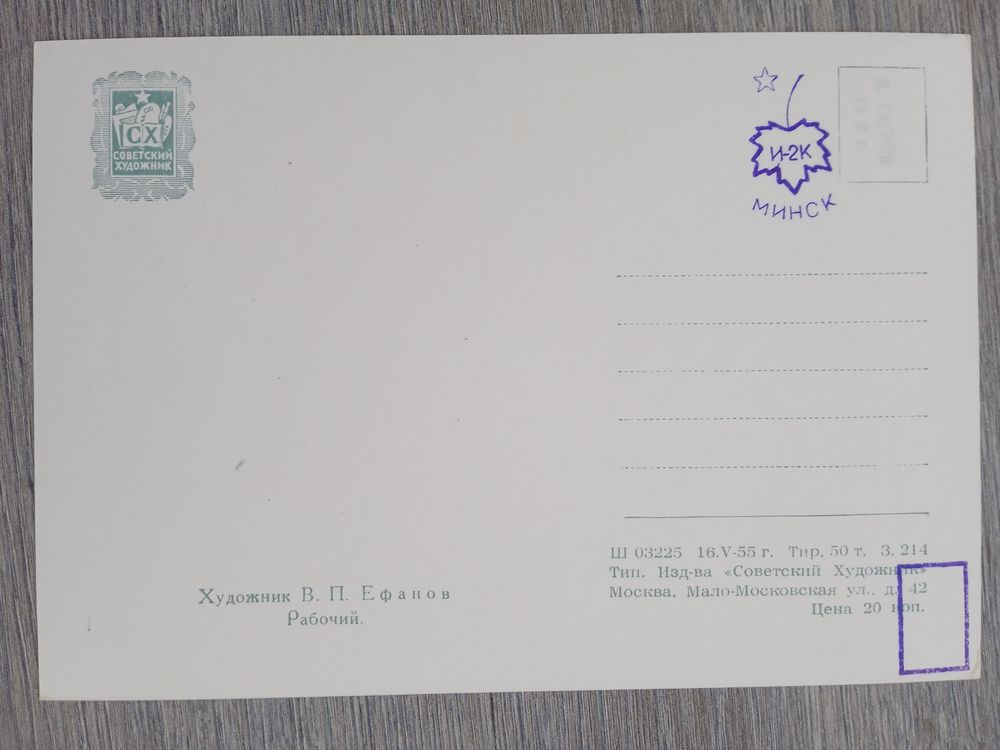 СХ
СОВЕТСКИЙ
ХУДОЖНИК
И-2К
МИНСК
Ш 03225 16.V-55 г. Тир. 50 т. З. 214
Тип. Изд-ва «Советский Художник»
Москва, Мало-Московская ул., д. 42
Цена 20 коп.
Художник В. П. Ефанов
Рабочий.